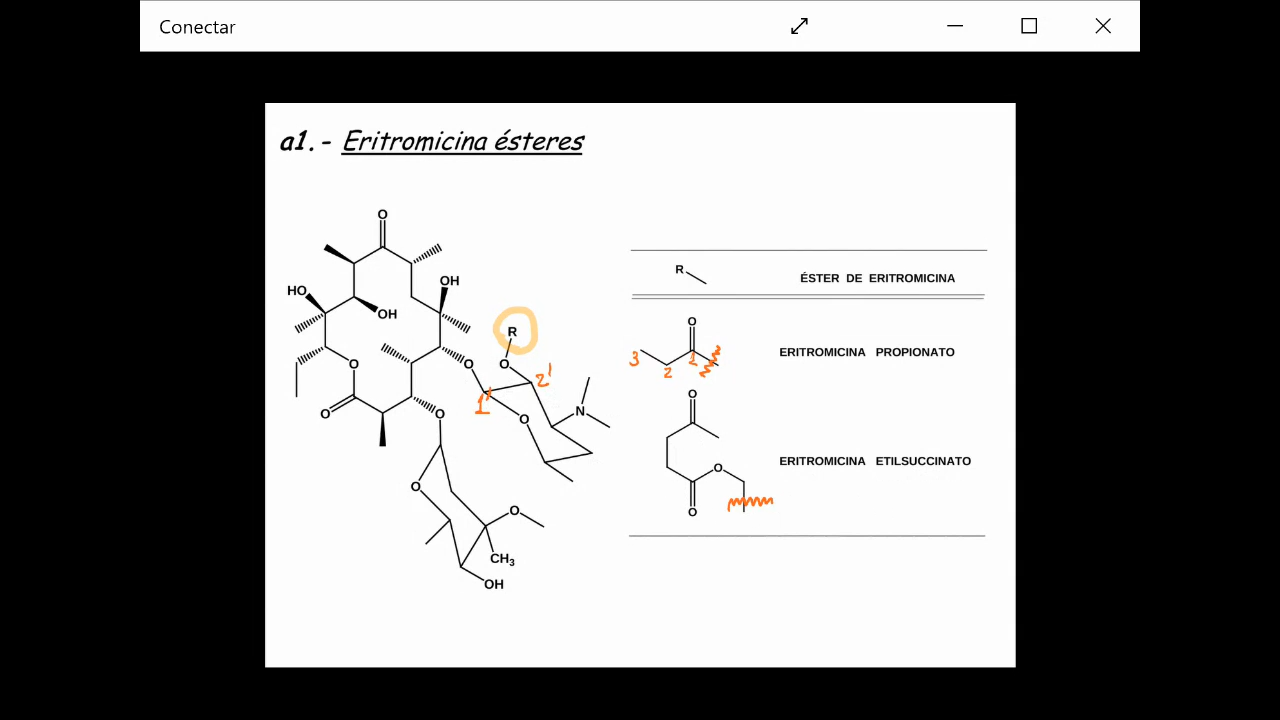 Conectar
a1.- Eritromicina ésteres
O
HO
OH
OH
R
O
O
O
2'
1'
O
N
O
O
O
O
O
CH3
OH
R
ÉSTER DE ERITROMICINA
O
3
2
1
ERITROMICINA PROPIONATO
O
O
O
ERITROMICINA ETILSUCCINATO